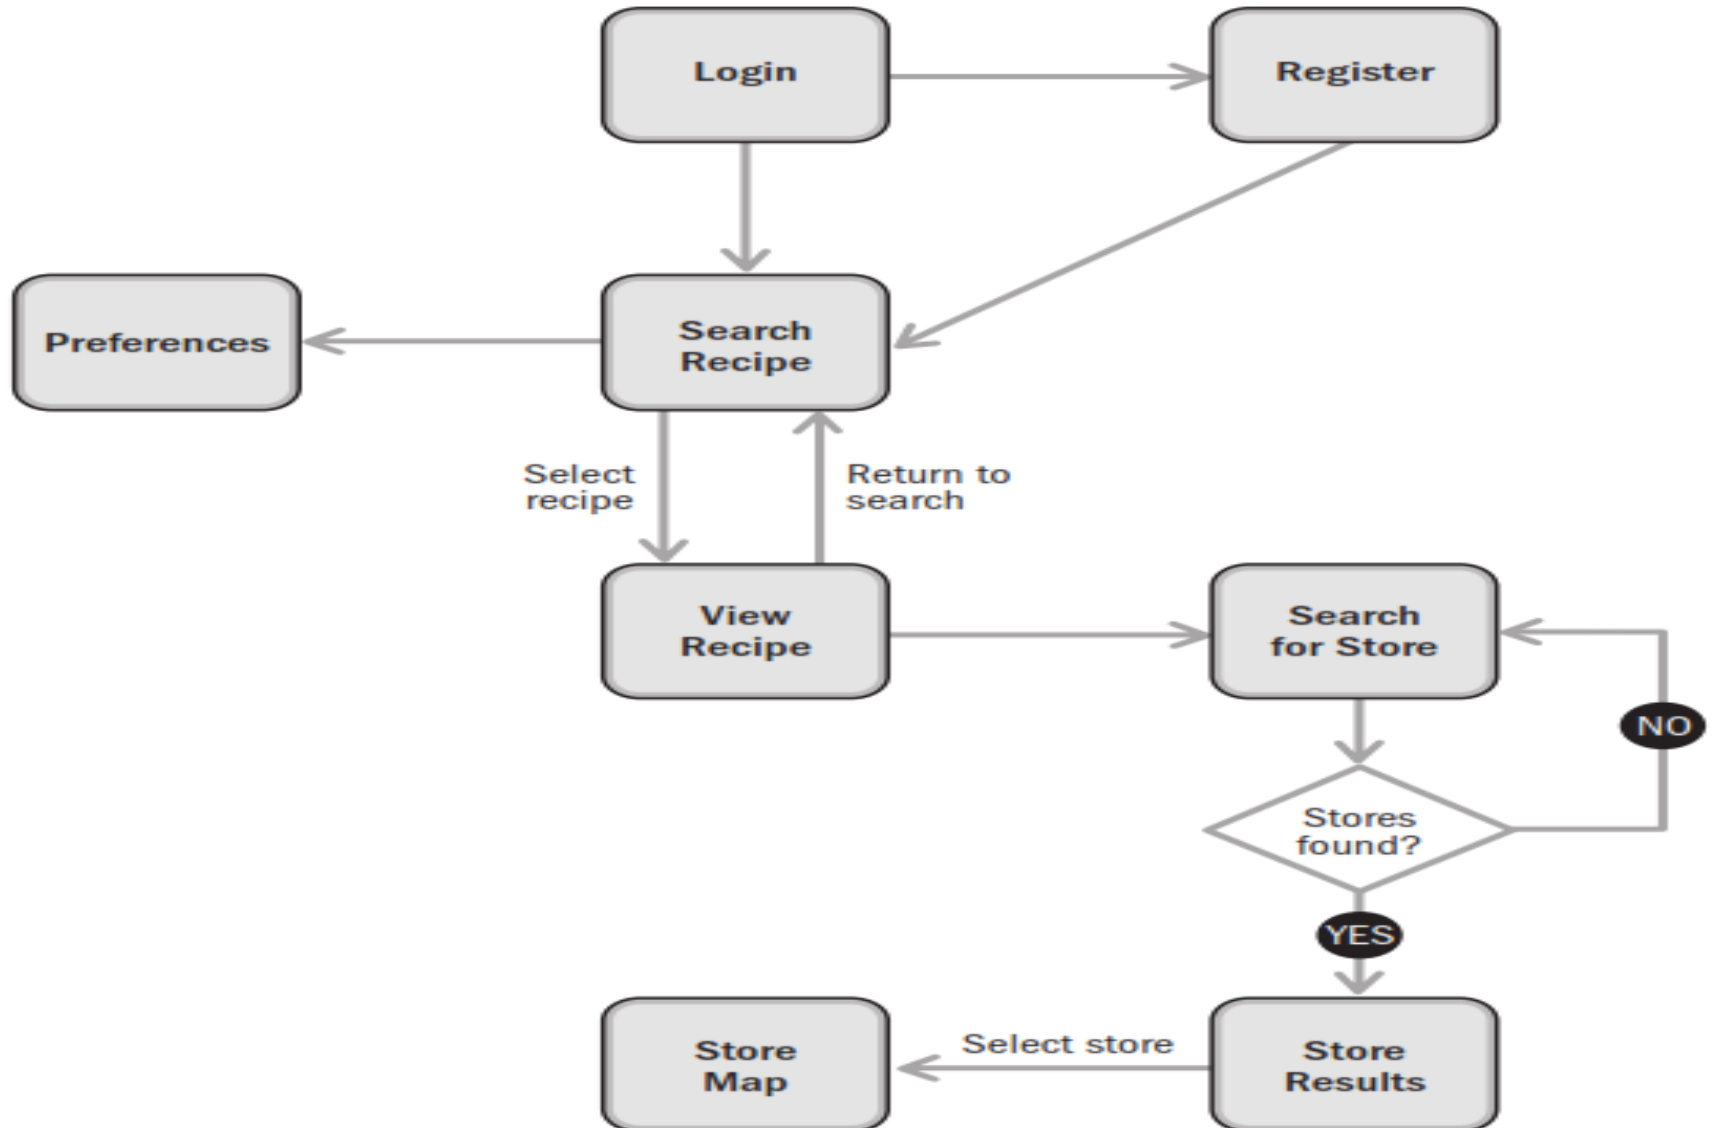 Login
Register
Preferences
Search
Recipe
Select
recipe
Return to
search
View
Recipe
Search
for Store
NO
Stores
found?
YES
Store
Map
Select store
Store
Results